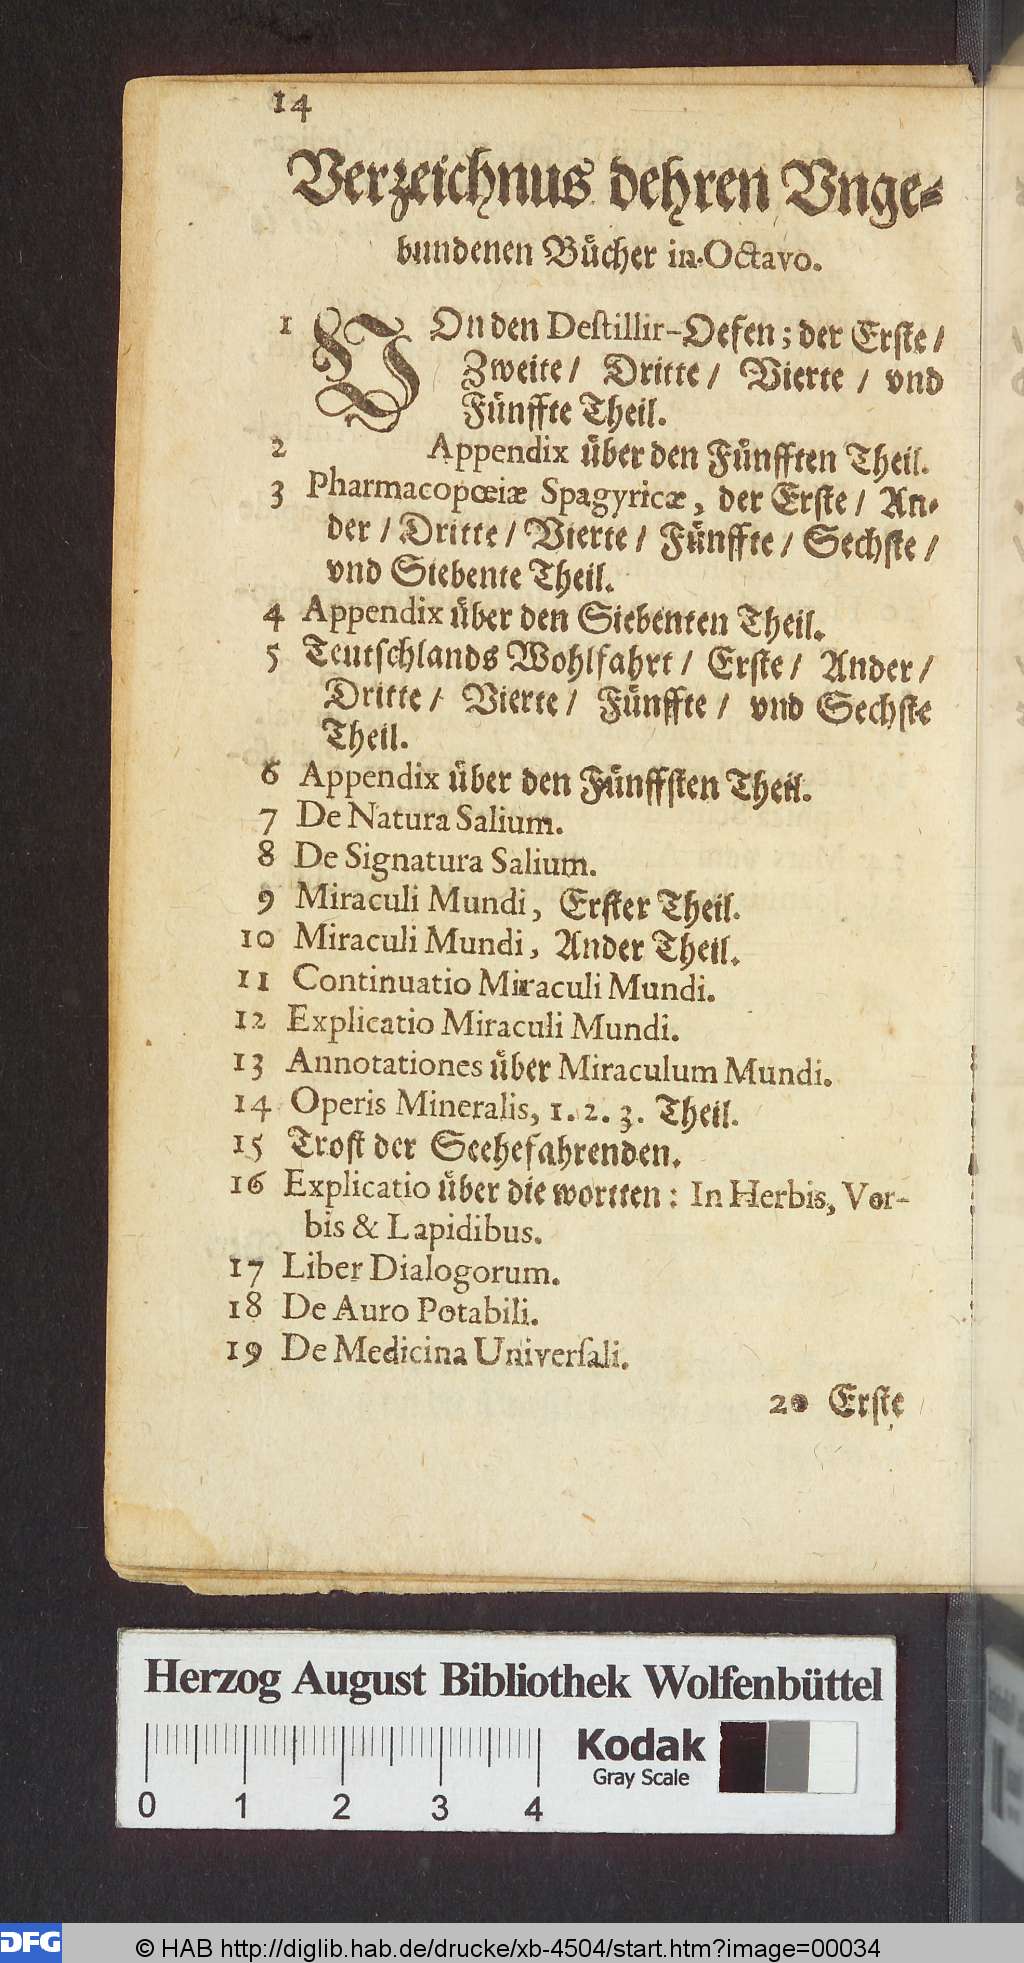 14
Verzeichnus dehren Vnge-
bundenen Bücher in Octavo.
1 VOn den Destillir-Oefen; der Erste /
Zweite / Dritte / Vierte / vnd
Fünffte Theil.
2 Appendix über den Fünfften Theil.
3 Pharmacopœiæ Spagyricæ, der Erste / An-
der / Dritte / Vierte / Fünffte / Sechste /
vnd Siebente Theil.
4 Appendix über den Siebenten Theil.
5 Teutschlands Wohlfahrt / Erste / Ander /
Dritte / Vierte / Fünffte / vnd Sechste
Theil.
6 Appendix über den Fünffsten Theil.
7 De Natura Salium.
8 De Signatura Salium.
9 Miraculi Mundi, Erster Theil.
10 Miraculi Mundi, Ander Theil.
11 Continuatio Miraculi Mundi.
12 Explicatio Miraculi Mundi.
13 Annotationes über Miraculum Mundi.
14 Operis Mineralis, 1. 2. 3. Theil.
15 Trost der Seehefahrenden.
16 Explicatio über die wortten: In Herbis, Ver-
bis & Lapidibus.
17 Liber Dialogorum.
18 De Auro Potabili.
19 De Medicina Univerſali.
20 Erste
Herzog August Bibliothek Wolfenbüttel
Kodak
Gray Scale
0 1 2 3 4
DFG
© HAB http://diglib.hab.de/drucke/xb-4504/start.htm?image=00034